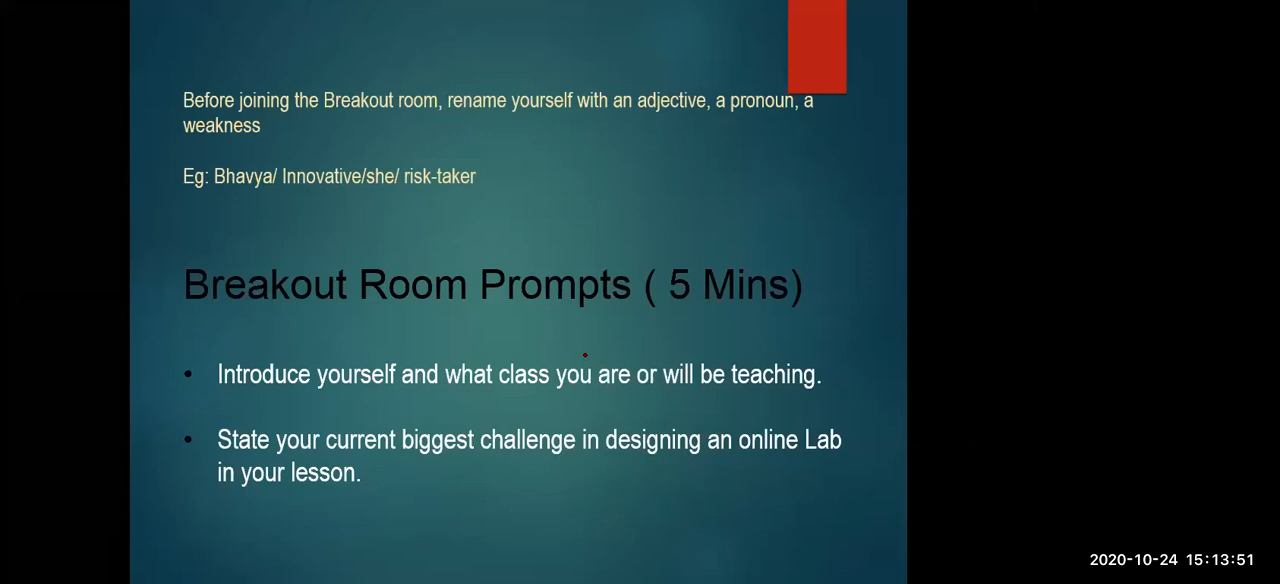 Before joining the Breakout room, rename yourself with an adjective, a pronoun, a
weakness
Eg: Bhavya/ Innovative/she/ risk-taker
Breakout Room Prompts ( 5 Mins)
• Introduce yourself and what class you are or will be teaching.
• State your current biggest challenge in designing an online Lab
in your lesson.
2020-10-24 15:13:51